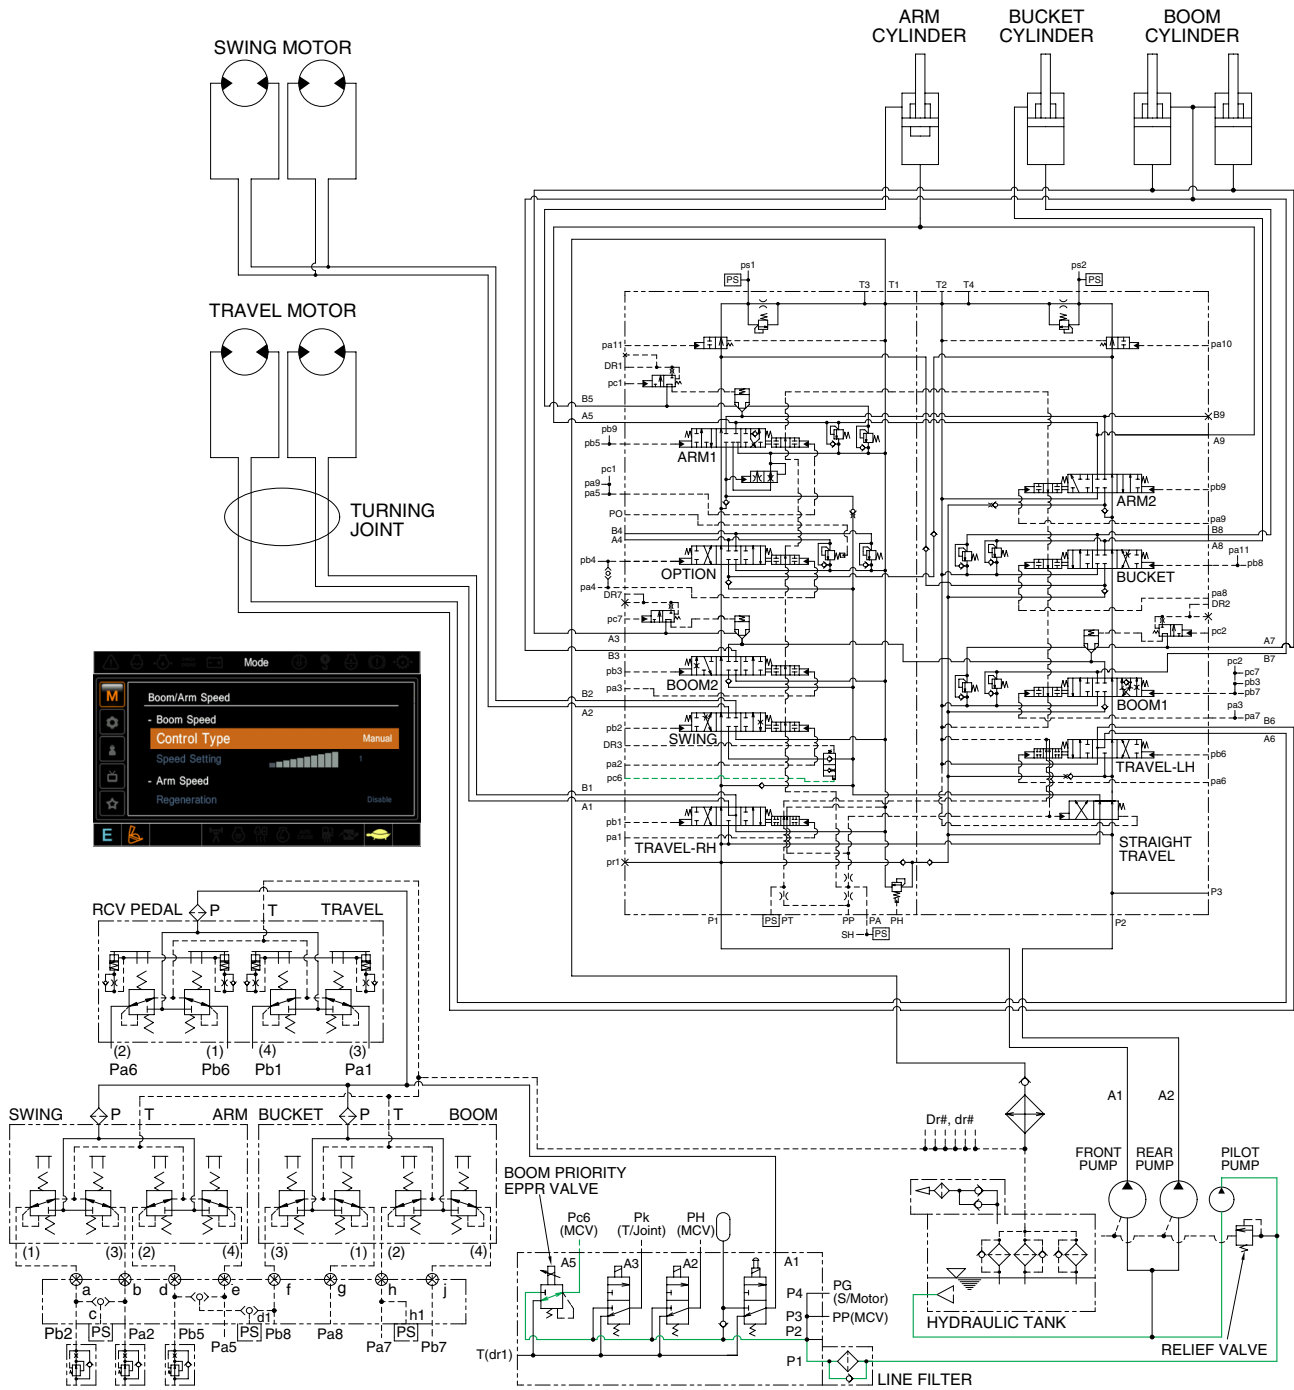 ARM
CYLINDER
BUCKET
CYLINDER
BOOM
CYLINDER
SWING MOTOR
TRAVEL MOTOR
TURNING
JOINT
ps1
PS
ps2
PS
T3
T1
T2
T4
pa11
DR1
pc1
B5
A5
pb9
pb5
ARM1
pc1
pa9
pa5
PO
B4
A4
pb4
OPTION
pa4
DR7
pc7
A3
B3
pb3
BOOM2
pa3
B2
A2
pb2
SWING
DR3
pa2
pc6
B1
A1
pb1
pa1
TRAVEL-RH
pr1
pa10
B9
A9
pb9
ARM2
pa9
B8
A8
pa11
BUCKET
pb8
pa8
DR2
pc2
A7
B7
pc2
pc7
pb3
pb7
BOOM1
pa3
pa7
B6
A6
pb6
TRAVEL-LH
pa6
STRAIGHT
TRAVEL
P3
P1
PS
PT
PP
PA
PH
SH
PS
P2
Mode
M
Boom/Arm Speed
- Boom Speed
Control Type
Manual
Speed Setting
1
- Arm Speed
Regeneration
Disable
E
RCV PEDAL
P
T
TRAVEL
(2)
(1)
(4)
(3)
Pa6
Pb6
Pb1
Pa1
SWING
P
T
ARM
BUCKET
P
T
BOOM
(1)
(3)
(2)
(4)
(3)
(1)
(2)
(4)
a
b
d
e
f
g
h
j
c
d1
h1
Pb2
PS
Pa2
Pb5
Pa5
PS
Pb8
Pa8
Pa7
PS
Pb7
BOOM PRIORITY
EPPR VALVE
Pc6
(MCV)
Pk
(T/Joint)
PH
(MCV)
A5
A3
A2
A1
P4
PG
(S/Motor)
P3
PP(MCV)
P2
T(dr1)
P1
LINE FILTER
Dr#, dr#
A1
A2
FRONT
PUMP
REAR
PUMP
PILOT
PUMP
HYDRAULIC TANK
RELIEF VALVE